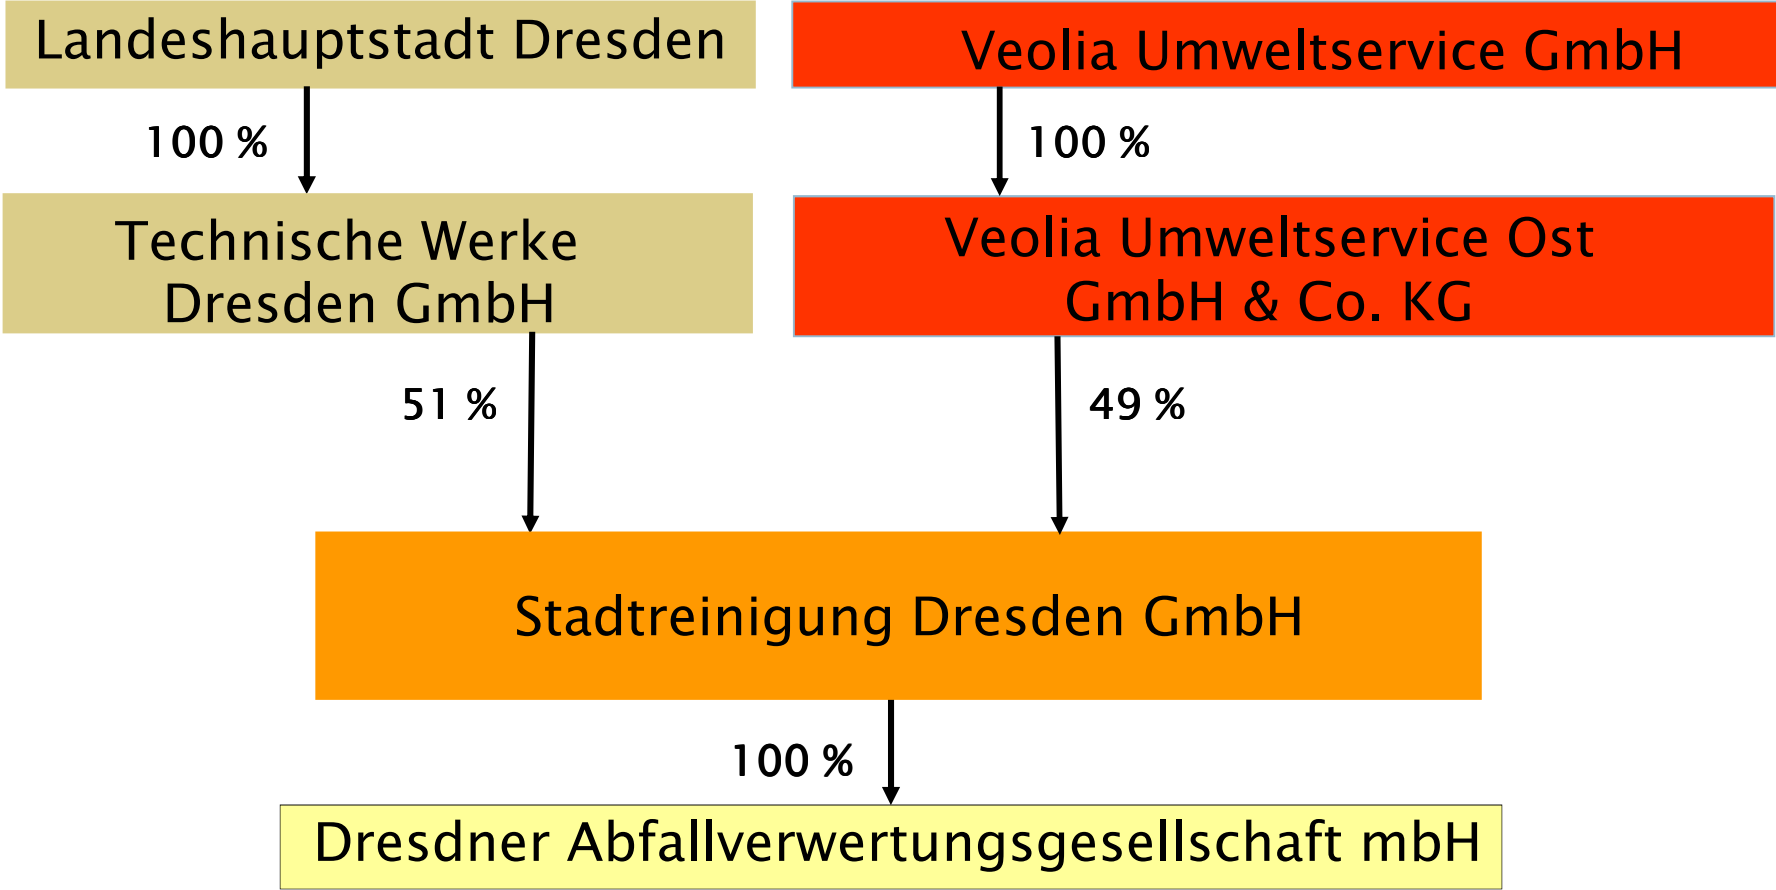 Landeshauptstadt Dresden
Veolia Umweltservice GmbH
100 %
100 %
Technische Werke
Dresden GmbH
Veolia Umweltservice Ost
GmbH & Co. KG
51 %
49 %
Stadtreinigung Dresden GmbH
100 %
Dresdner Abfallverwertungsgesellschaft mbH